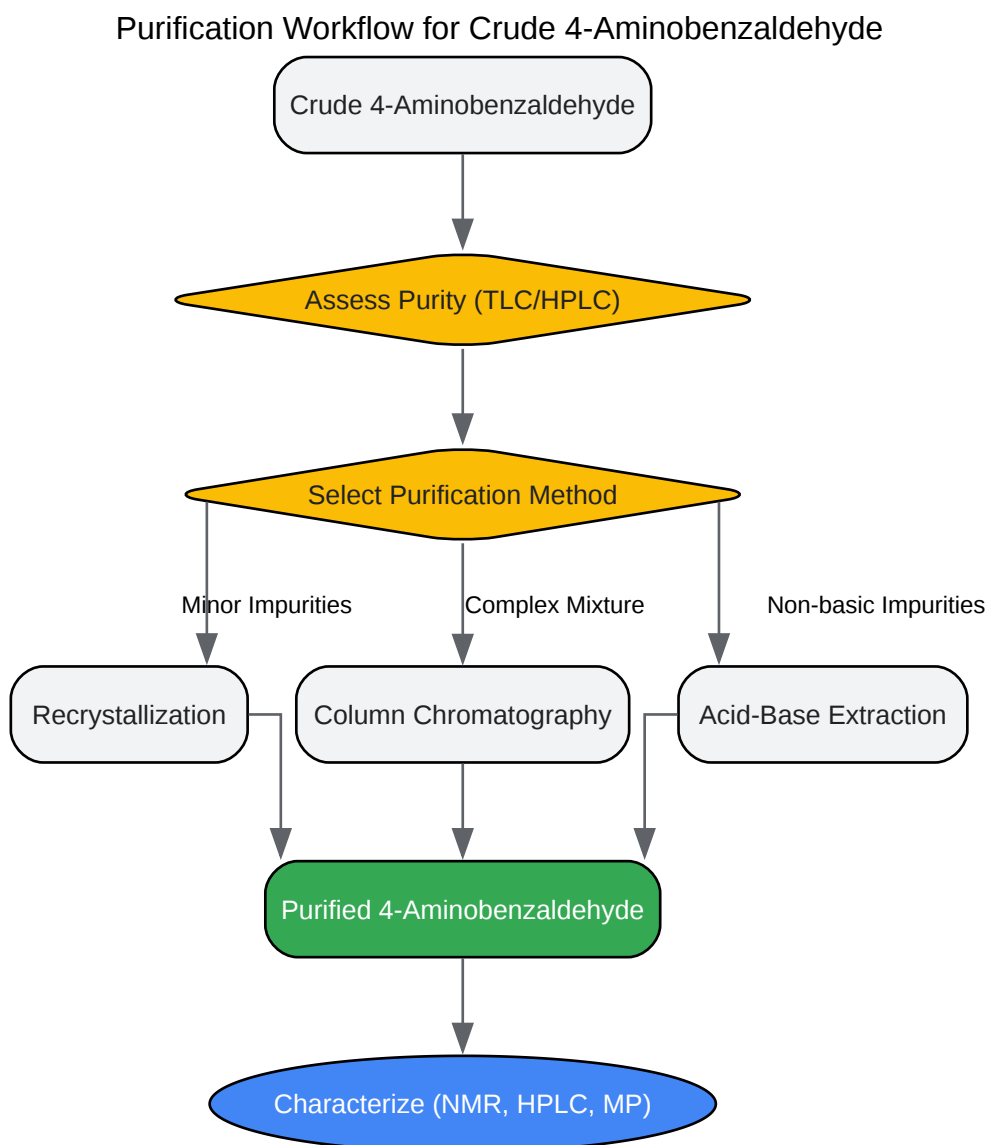 Purification Workflow for Crude 4-Aminobenzaldehyde
Crude 4-Aminobenzaldehyde
Assess Purity (TLC/HPLC)
Select Purification Method
Minor Impurities
Complex Mixture
Non-basic Impurities
Recrystallization
Column Chromatography
Acid-Base Extraction
Purified 4-Aminobenzaldehyde
Characterize (NMR, HPLC, MP)